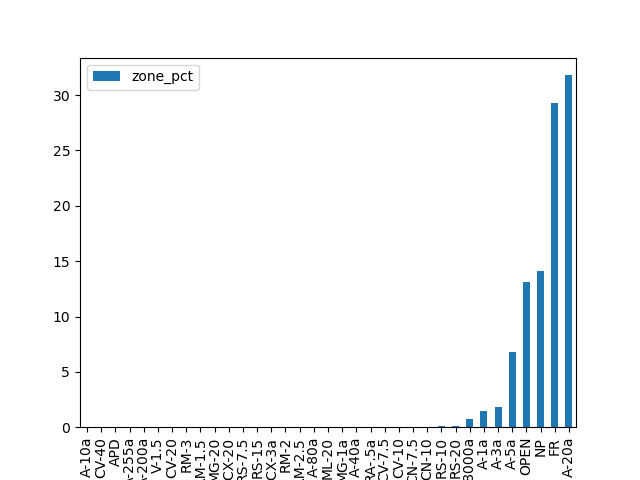 zone_pct
30
25
20
15
10
5
0
A-10a
CV-40
APD
-255a
-200a
V-1.5
CV-20
RM-3
M-1.5
MG-20
CX-20
RS-7.5
RS-15
CX-3a
RM-2
M-2.5
A-80a
ML-20
MG-1a
A-40a
RA-.5a
CV-7.5
CV-10
CN-7.5
CN-10
RS-10
RS-20
8000a
A-1a
A-3a
A-5a
OPEN
NP
FR
A-20a